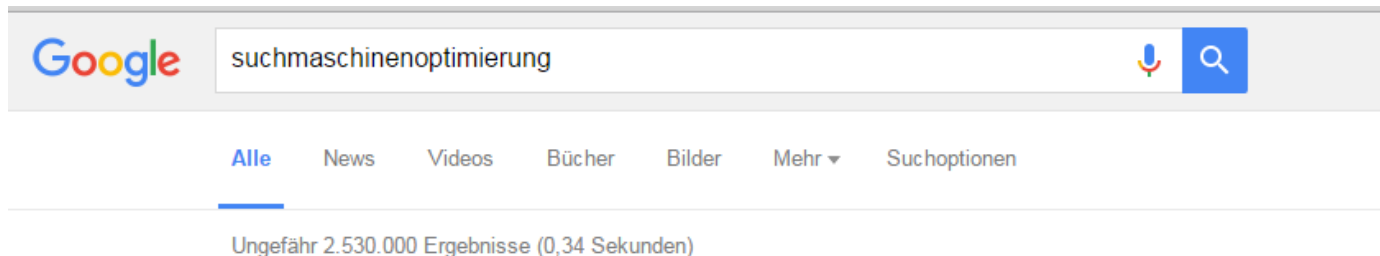 Google suchmaschinenoptimierung
Alle News Videos Bücher Bilder Mehr Suchoptionen
Ungefähr 2.530.000 Ergebnisse (0,34 Sekunden)